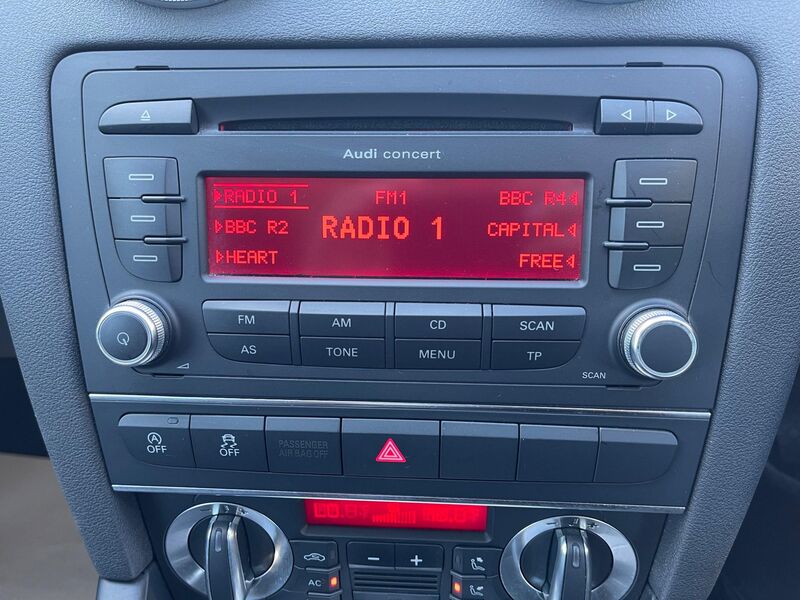 Audi concert
RADIO 1 FM1 BBC R4
BBC R2 RADIO 1 CAPITAL
HEART FREE
FM AM CD SCAN
AS TONE MENU TP
SCAN
OFF OFF PASSENGER AIR BAG OFF
AC